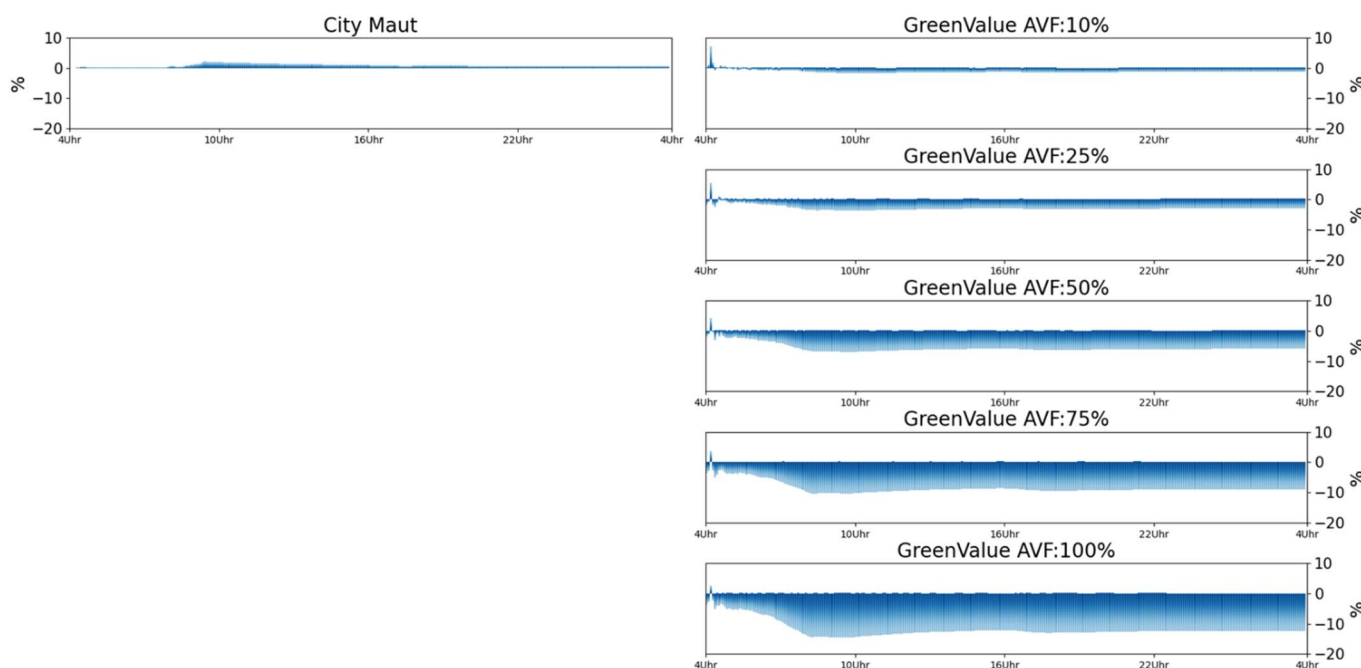 City Maut
10
0
−10
−20
%
4Uhr 10Uhr 16Uhr 22Uhr 4Uhr
GreenValue AVF:10%
10
0
−10
−20
%
4Uhr 10Uhr 16Uhr 22Uhr 4Uhr
GreenValue AVF:25%
10
0
−10
−20
%
4Uhr 10Uhr 16Uhr 22Uhr 4Uhr
GreenValue AVF:50%
10
0
−10
−20
%
4Uhr 10Uhr 16Uhr 22Uhr 4Uhr
GreenValue AVF:75%
10
0
−10
−20
%
4Uhr 10Uhr 16Uhr 22Uhr 4Uhr
GreenValue AVF:100%
10
0
−10
−20
%
4Uhr 10Uhr 16Uhr 22Uhr 4Uhr